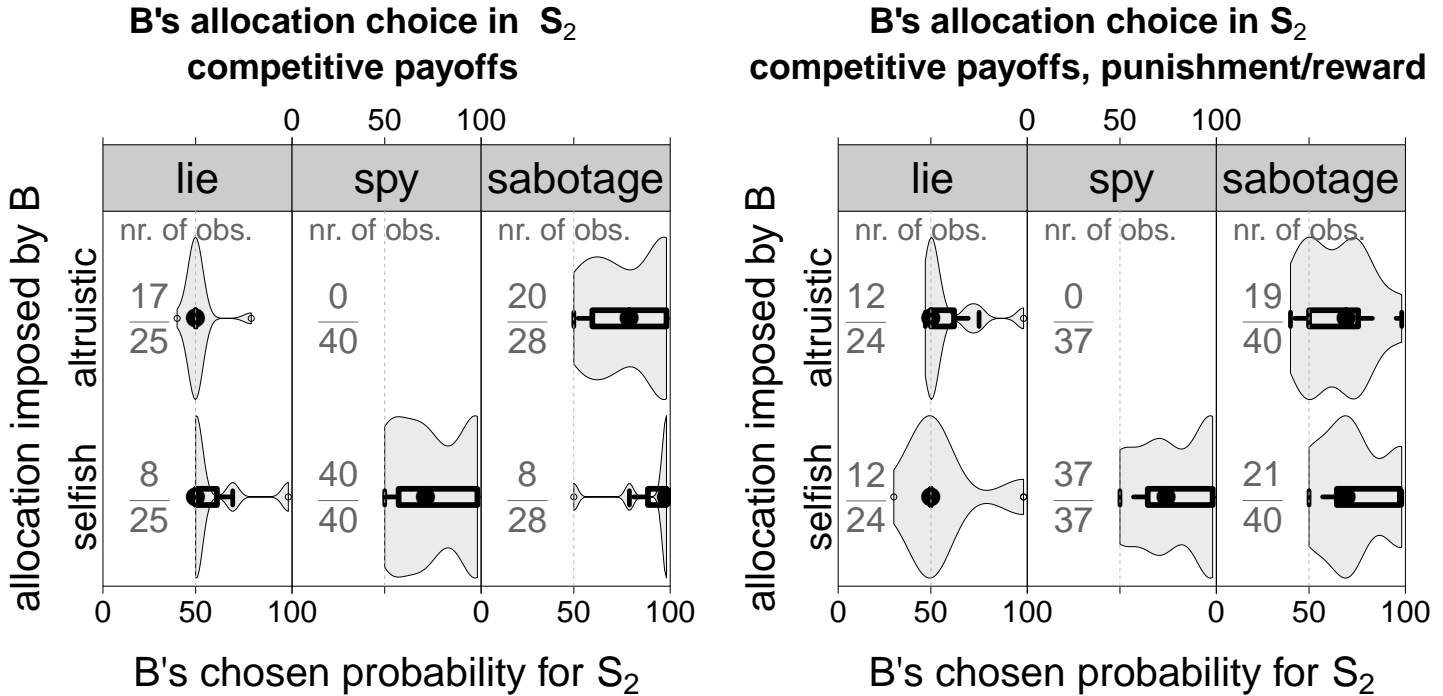 B's allocation choice in S2
competitive payoffs
0 50 100
lie spy sabotage
nr. of obs. nr. of obs. nr. of obs.
17 0 20
25 40 28
8 40 8
25 40 28
0 50 100 0 50 100
B's chosen probability for S2
allocation imposed by B
selfish altruistic
B's allocation choice in S2
competitive payoffs, punishment/reward
0 50 100
lie spy sabotage
nr. of obs. nr. of obs. nr. of obs.
12 0 19
24 37 40
12 37 21
24 37 40
0 50 100 0 50 100
B's chosen probability for S2
allocation imposed by B
selfish altruistic